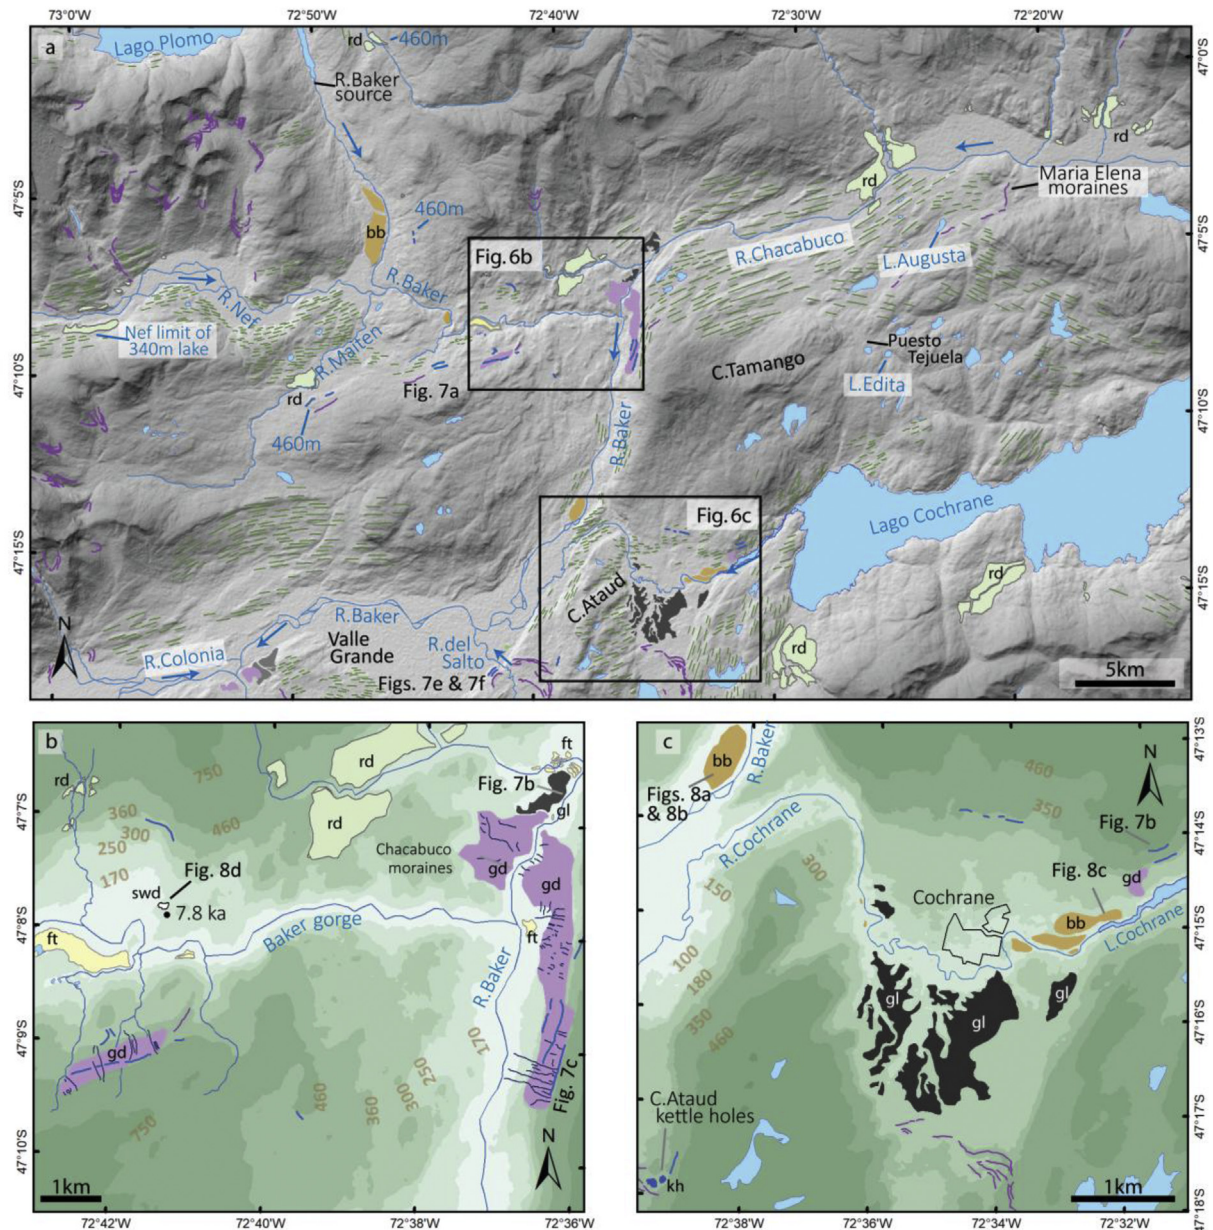 73°0'W
72°50'W
72°40'W
72°30'W
72°20'W
a
Lago Plomo
rd
460m
R.Baker
source
47°0'S
rd
Maria Elena
moraines
rd
47°5'S
47°5'S
bb
460m
R.Chacabuco
L.Augusta
Fig. 6b
R.Baker
R.Nef
Nef limit of
340m lake
R.Maiten
Puesto
Tejuela
C.Tamango
L.Edita
47°10'S
47°10'S
rd
Fig. 7a
460m
R.Baker
Fig. 6c
Lago Cochrane
47°15'S
47°15'S
rd
C.Ataud
R.Baker
Valle
Grande
R.del
Salto
rd
N
R.Colonia
Figs. 7e & 7f
5km
b
rd
rd
rd
750
ft
Fig. 7b
gl
47°7'S
360
300
460
250
170
Chacabuco
moraines
gd
gd
Fig. 8d
swd
7.8 ka
47°8'S
ft
Baker gorge
ft
R.Baker
47°9'S
gd
170
250
300
360
460
750
Fig. 7c
47°10'S
N
1km
72°42'W
72°40'W
72°38'W
72°36'W
c
bb
R.Baker
Figs. 8a
& 8b
47°13'S
460
350
N
Fig. 7b
47°14'S
R.Cochrane
300
150
Fig. 8c
gd
Cochrane
bb
L.Cochrane
47°15'S
100
180
350
460
gl
gl
gl
47°16'S
C.Ataud
kettle holes
47°17'S
kh
1km
47°18'S
72°38'W
72°36'W
72°34'W
72°32'W